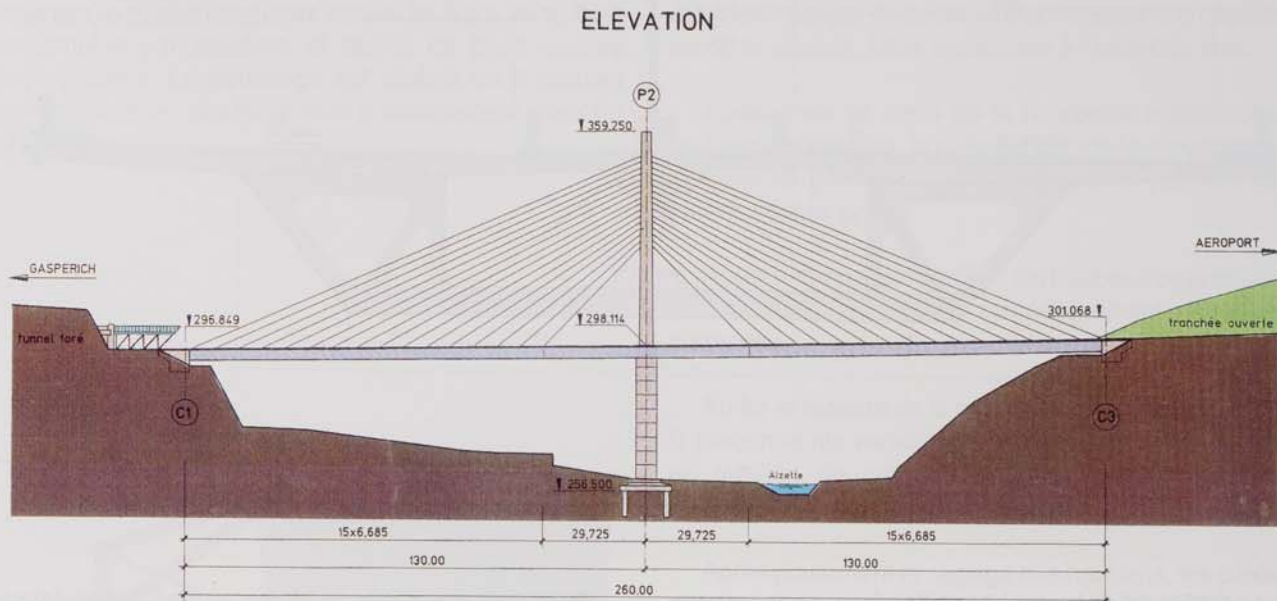 ELEVATION
P2
359.250
GASPERICH
AEROPORT
296.849
298.114
301.068
tunnel foré
tranchée ouverte
C1
C3
Alzette
256.500
15x6,685
29,725
29,725
15x6,685
130.00
130.00
260.00